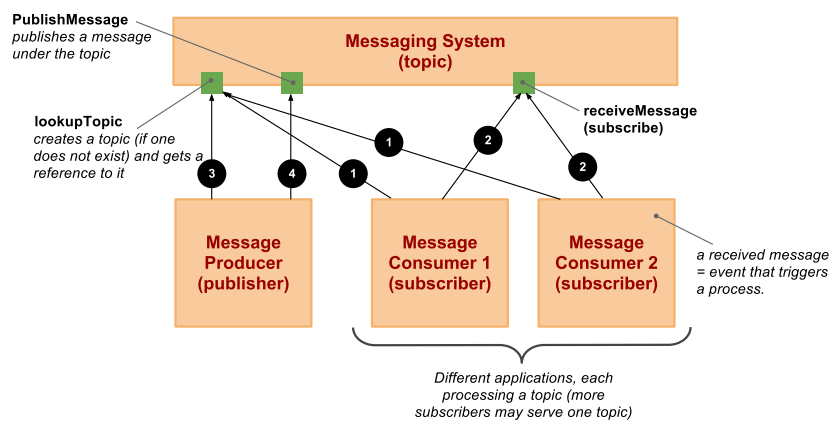 PublishMessage
publishes a message
under the topic
Messaging System
(topic)
lookupTopic
creates a topic (if one
does not exist) and gets a
reference to it
receiveMessage
(subscribe)
1
2
3
4
1
2
Message
Producer
(publisher)
Message
Consumer 1
(subscriber)
Message
Consumer 2
(subscriber)
a received message
= event that triggers
a process.
Different applications, each
processing a topic (more
subscribers may serve one topic)